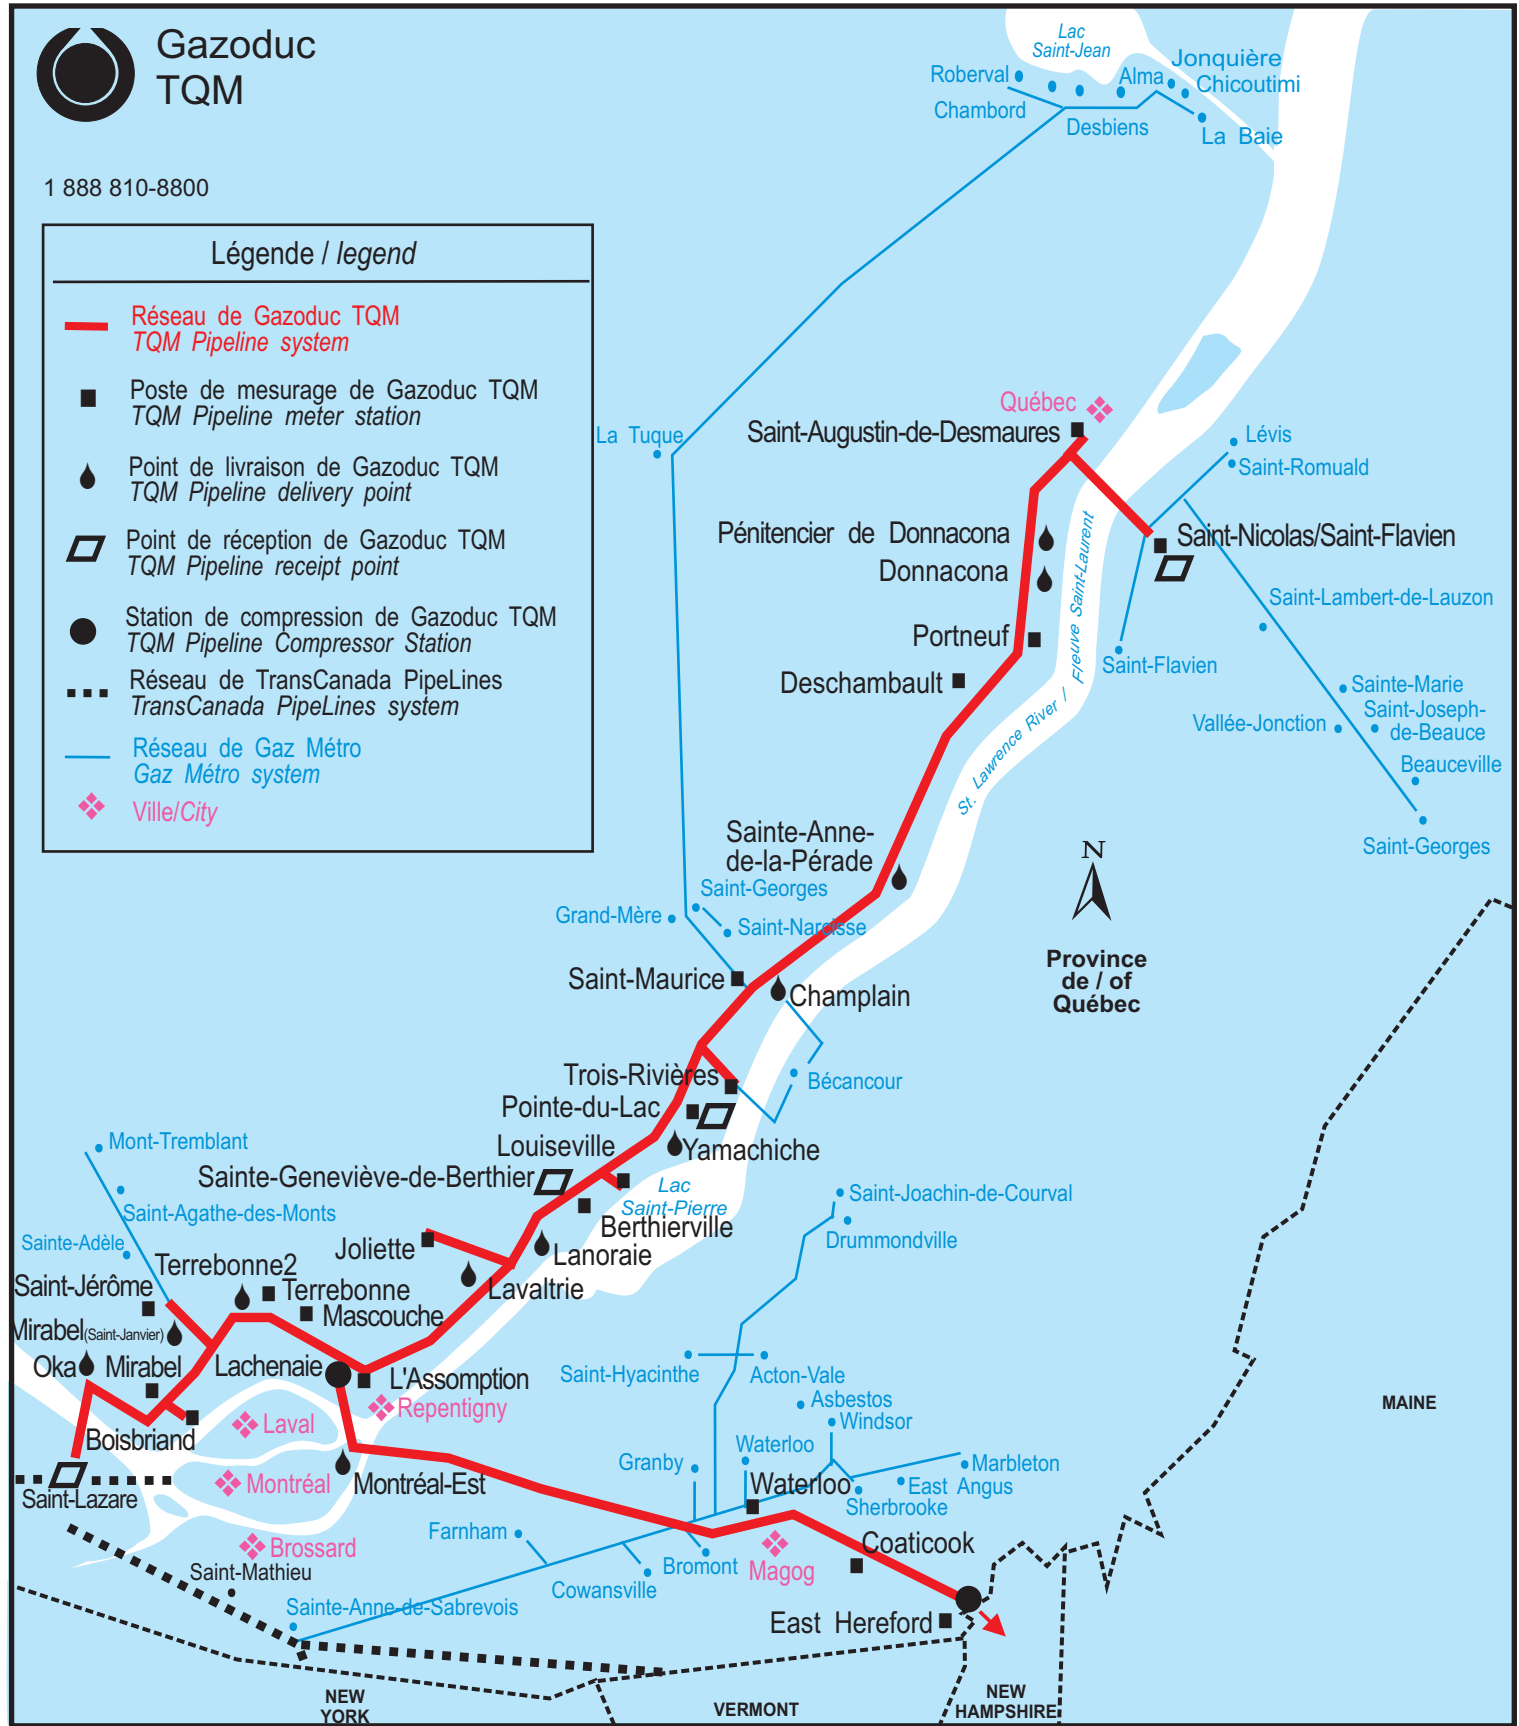 Gazoduc
TQM
1 888 810-8800
Légende / legend
Réseau de Gazoduc TQM
TQM Pipeline system
Poste de mesurage de Gazoduc TQM
TQM Pipeline meter station
Point de livraison de Gazoduc TQM
TQM Pipeline delivery point
Point de réception de Gazoduc TQM
TQM Pipeline receipt point
Station de compression de Gazoduc TQM
TQM Pipeline Compressor Station
Réseau de TransCanada PipeLines
TransCanada PipeLines system
Réseau de Gaz Métro
Gaz Métro system
Ville/City
Lac
Saint-Jean
Roberval
Alma
Jonquière
Chicoutimi
Chambord
Desbiens
La Baie
Québec
La Tuque
Saint-Augustin-de-Desmaures
Lévis
Saint-Romuald
Pénitencier de Donnacona
Saint-Nicolas/Saint-Flavien
Donnacona
Saint-Lambert-de-Lauzon
Portneuf
Saint-Flavien
Deschambault
Sainte-Marie
Saint-Joseph-
de-Beauce
Vallée-Jonction
Beauceville
St. Lawrence River / Fleuve Saint-Laurent
Saint-Georges
Sainte-Anne-
de-la-Pérade
Saint-Georges
Grand-Mère
Saint-Narcisse
N
Province
de / of
Québec
Saint-Maurice
Champlain
Trois-Rivières
Bécancour
Pointe-du-Lac
Mont-Tremblant
Louiseville
Yamachiche
Sainte-Geneviève-de-Berthier
Lac
Saint-Pierre
Saint-Joachin-de-Courval
Saint-Agathe-des-Monts
Berthierville
Drummondville
Sainte-Adèle
Joliette
Lanoraie
Terrebonne2
Saint-Jérôme
Terrebonne
Lavaltrie
Mascouche
Mirabel(Saint-Janvier)
Oka
Mirabel
Lachenaie
L'Assomption
Saint-Hyacinthe
Acton-Vale
Repentigny
Asbestos
MAINE
Laval
Windsor
Boisbriand
Waterloo
Granby
Marbleton
Montréal
Montréal-Est
Waterloo
East Angus
Saint-Lazare
Sherbrooke
Farnham
Brossard
Coaticook
Saint-Mathieu
Bromont
Magog
Cowansville
Sainte-Anne-de-Sabrevois
East Hereford
NEW
YORK
VERMONT
NEW
HAMPSHIRE